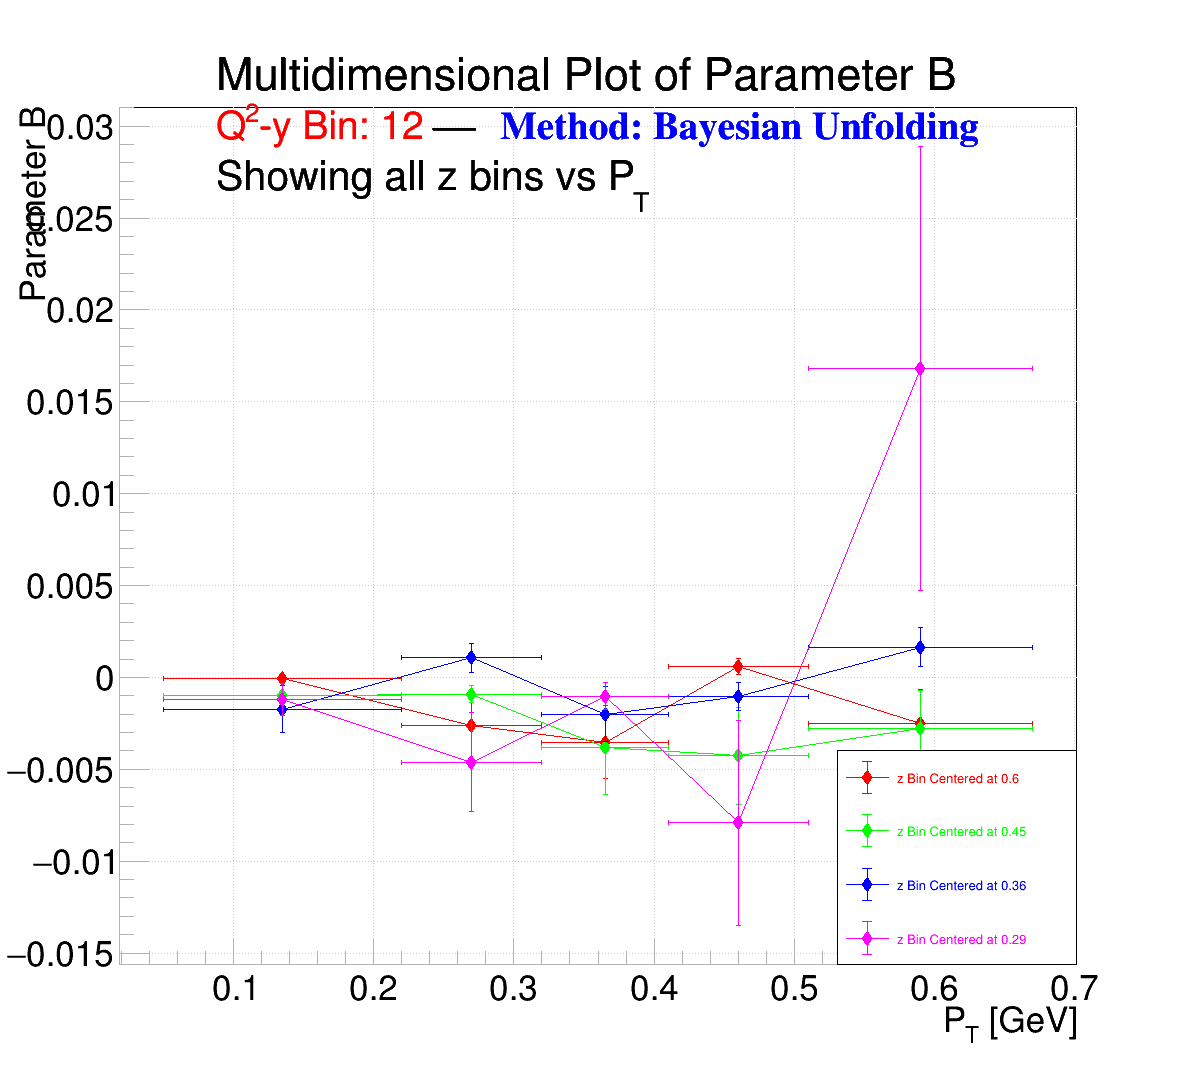 Multidimensional Plot of Parameter B
Q²-y Bin: 12 — Method: Bayesian Unfolding
Showing all z bins vs P_T
Parameter B
0.03
0.025
0.02
0.015
0.01
0.005
0
−0.005
−0.01
−0.015
z Bin Centered at 0.6
z Bin Centered at 0.45
z Bin Centered at 0.36
z Bin Centered at 0.29
0.1 0.2 0.3 0.4 0.5 0.6 0.7
P_T [GeV]